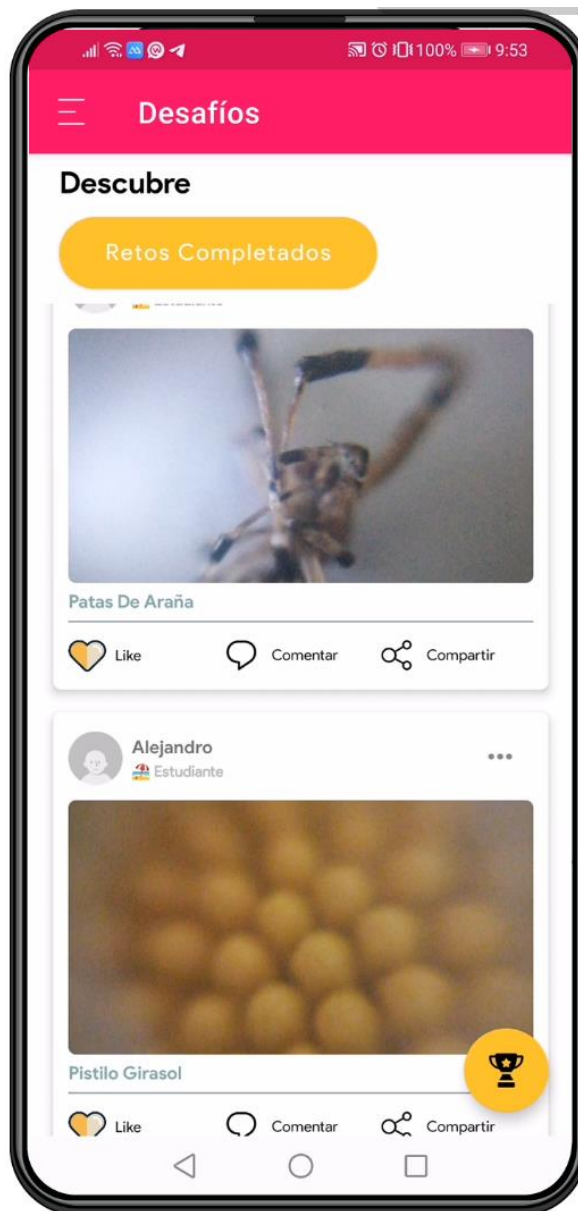 100% 9:53
Desafíos
Descubre
Retos Completados
Estudiante
Patas De Araña
Like Comentar Compartir
Alejandro
Estudiante
Pistilo Girasol
Like Comentar Compartir